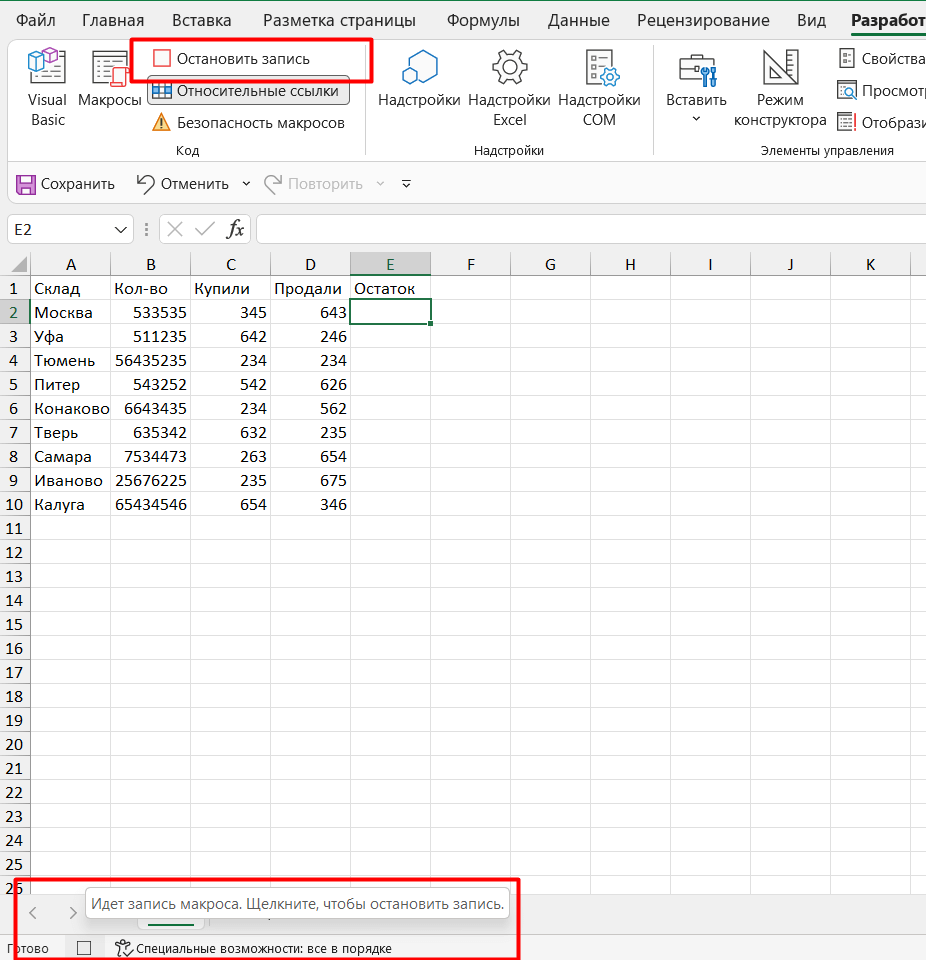 Файл Главная Вставка Разметка страницы Формулы Данные Рецензирование Вид Разработ
Visual Basic
Макросы
Остановить запись
Относительные ссылки
Безопасность макросов
Код
Надстройки
Надстройки Excel
Надстройки COM
Надстройки
Вставить
Режим конструктора
Свойства
Просмот
Отобрази
Элементы управления
Сохранить Отменить Повторить
E2 fx
A B C D E F G H I J K
1 Склад Кол-во Купили Продали Остаток
2 Москва 533535 345 643
3 Уфа 511235 642 246
4 Тюмень 56435235 234 234
5 Питер 543252 542 626
6 Конаково 6643435 234 562
7 Тверь 635342 632 235
8 Самара 7534473 263 654
9 Иваново 25676225 235 675
10 Калуга 65434546 654 346
11
12
13
14
15
16
17
18
19
20
21
22
23
24
25
26
Идет запись макроса. Щелкните, чтобы остановить запись.
Готово Специальные возможности: все в порядке